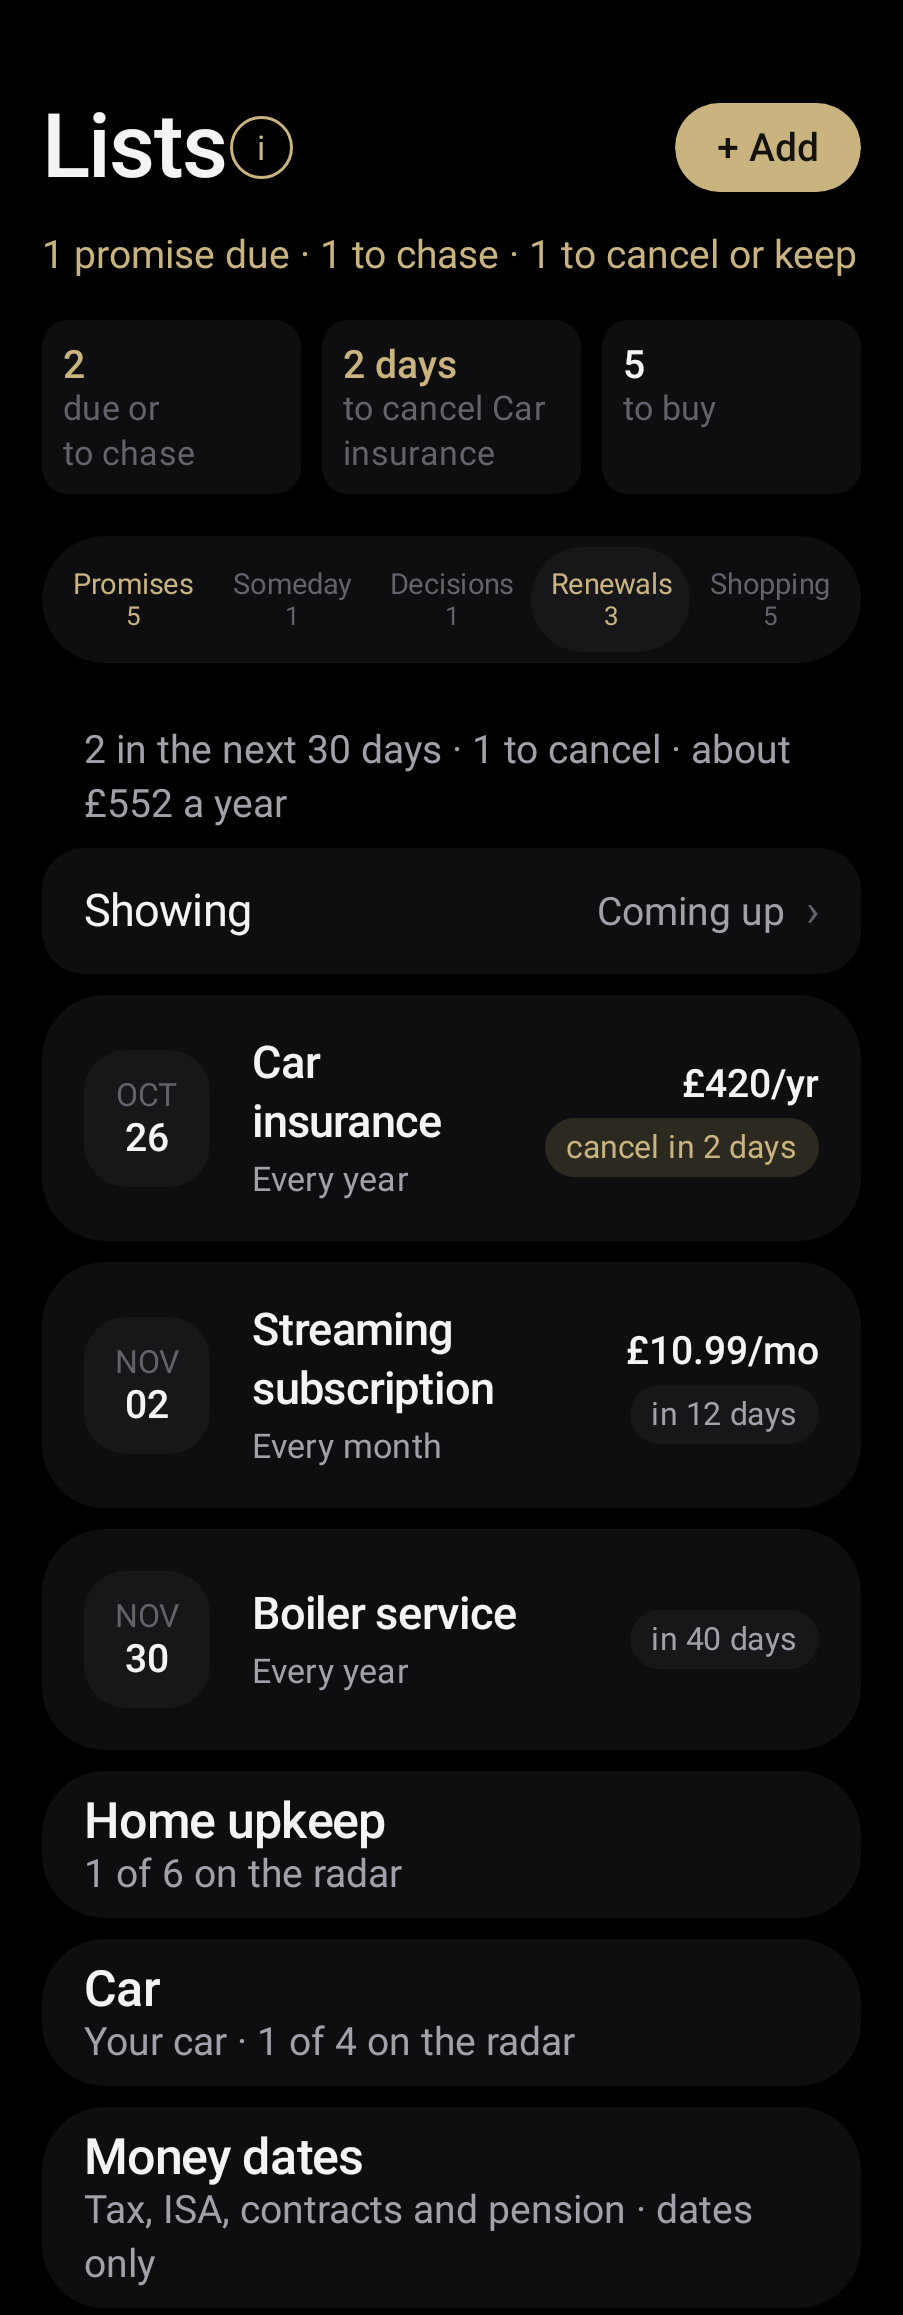 Lists i
+ Add
1 promise due · 1 to chase · 1 to cancel or keep
2
due or
to chase
2 days
to cancel Car
insurance
5
to buy
Promises
5
Someday
1
Decisions
1
Renewals
3
Shopping
5
2 in the next 30 days · 1 to cancel · about
£552 a year
Showing
Coming up ›
OCT
26
Car
insurance
Every year
£420/yr
cancel in 2 days
NOV
02
Streaming
subscription
Every month
£10.99/mo
in 12 days
NOV
30
Boiler service
Every year
in 40 days
Home upkeep
1 of 6 on the radar
Car
Your car · 1 of 4 on the radar
Money dates
Tax, ISA, contracts and pension · dates
only